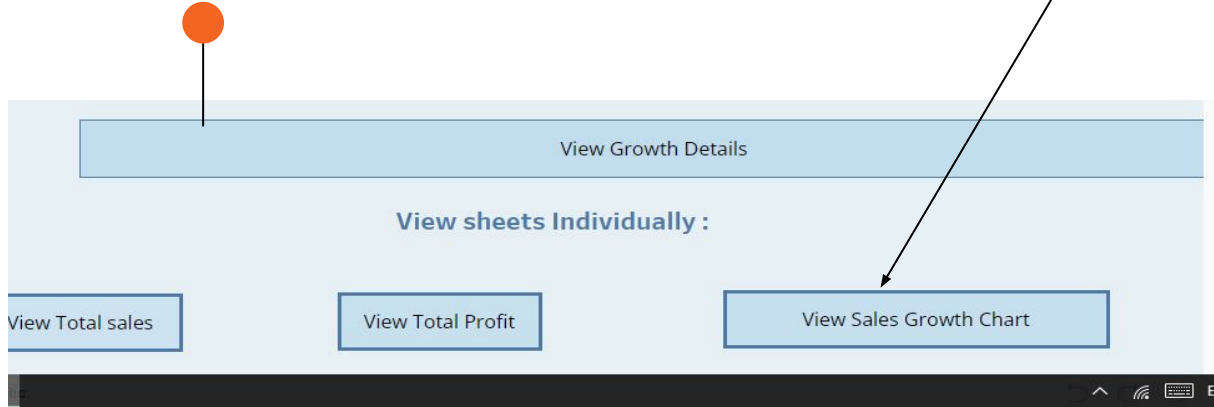 View Growth Details
View sheets Individually :
View Total sales
View Total Profit
View Sales Growth Chart